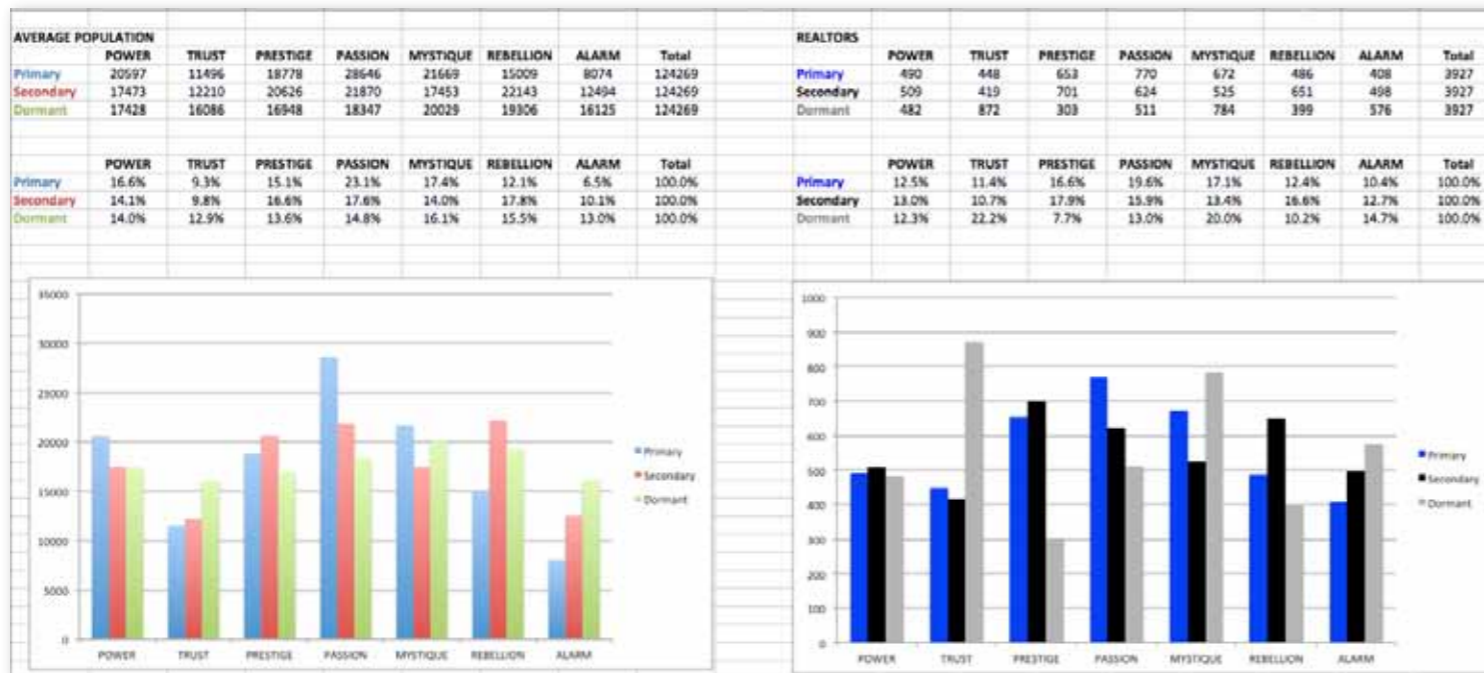 AVERAGE POPULATION
POWER TRUST PRESTIGE PASSION MYSTIQUE REBELLION ALARM Total
Primary 20597 11496 18778 28646 21669 15009 8074 124269
Secondary 17473 12210 20626 21870 17453 22143 12494 124269
Dormant 17428 16086 16948 18347 20029 19306 16125 124269
POWER TRUST PRESTIGE PASSION MYSTIQUE REBELLION ALARM Total
Primary 16.6% 9.3% 15.1% 23.1% 17.4% 12.1% 6.5% 100.0%
Secondary 14.1% 9.8% 16.6% 17.6% 14.0% 17.8% 10.1% 100.0%
Dormant 14.0% 12.9% 13.6% 14.8% 16.1% 15.5% 13.0% 100.0%
35000
30000
25000
20000
15000
10000
5000
0
Primary
Secondary
Dormant
POWER TRUST PRESTIGE PASSION MYSTIQUE REBELLION ALARM
REALTORS
POWER TRUST PRESTIGE PASSION MYSTIQUE REBELLION ALARM Total
Primary 490 448 653 770 672 486 408 3927
Secondary 509 419 701 624 525 651 498 3927
Dormant 482 872 303 511 784 399 576 3927
POWER TRUST PRESTIGE PASSION MYSTIQUE REBELLION ALARM Total
Primary 12.5% 11.4% 16.6% 19.6% 17.1% 12.4% 10.4% 100.0%
Secondary 13.0% 10.7% 17.9% 15.9% 13.4% 16.6% 12.7% 100.0%
Dormant 12.3% 22.2% 7.7% 13.0% 20.0% 10.2% 14.7% 100.0%
1000
900
800
700
600
500
400
300
200
100
0
Primary
Secondary
Dormant
POWER TRUST PRESTIGE PASSION MYSTIQUE REBELLION ALARM